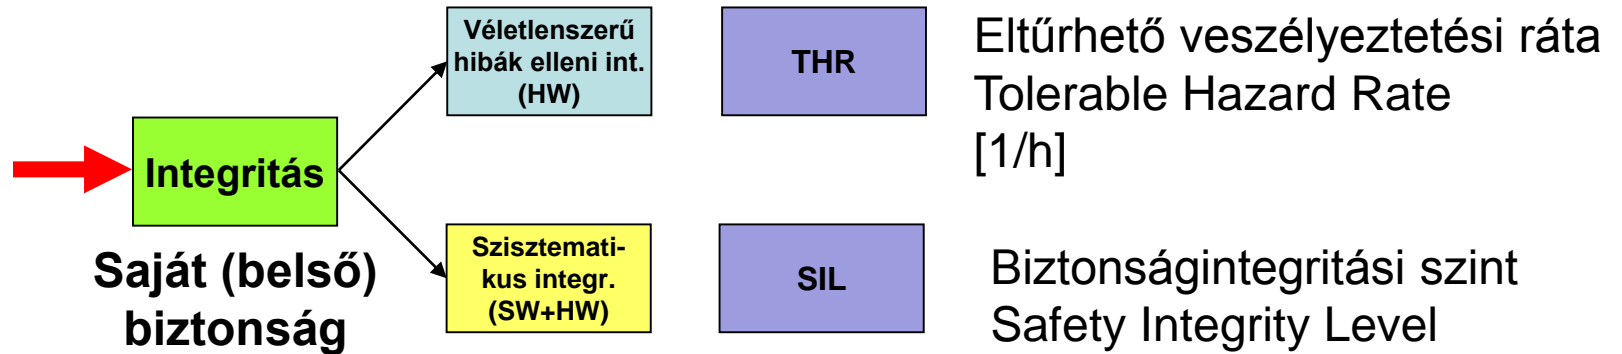 Véletlenszerű
hibák elleni int.
(HW)
THR
Eltűrhető veszélyeztetési ráta
Tolerable Hazard Rate
[1/h]
Integritás
Saját (belső)
biztonság
Szisztemati-
kus integr.
(SW+HW)
SIL
Biztonságintegritási szint
Safety Integrity Level